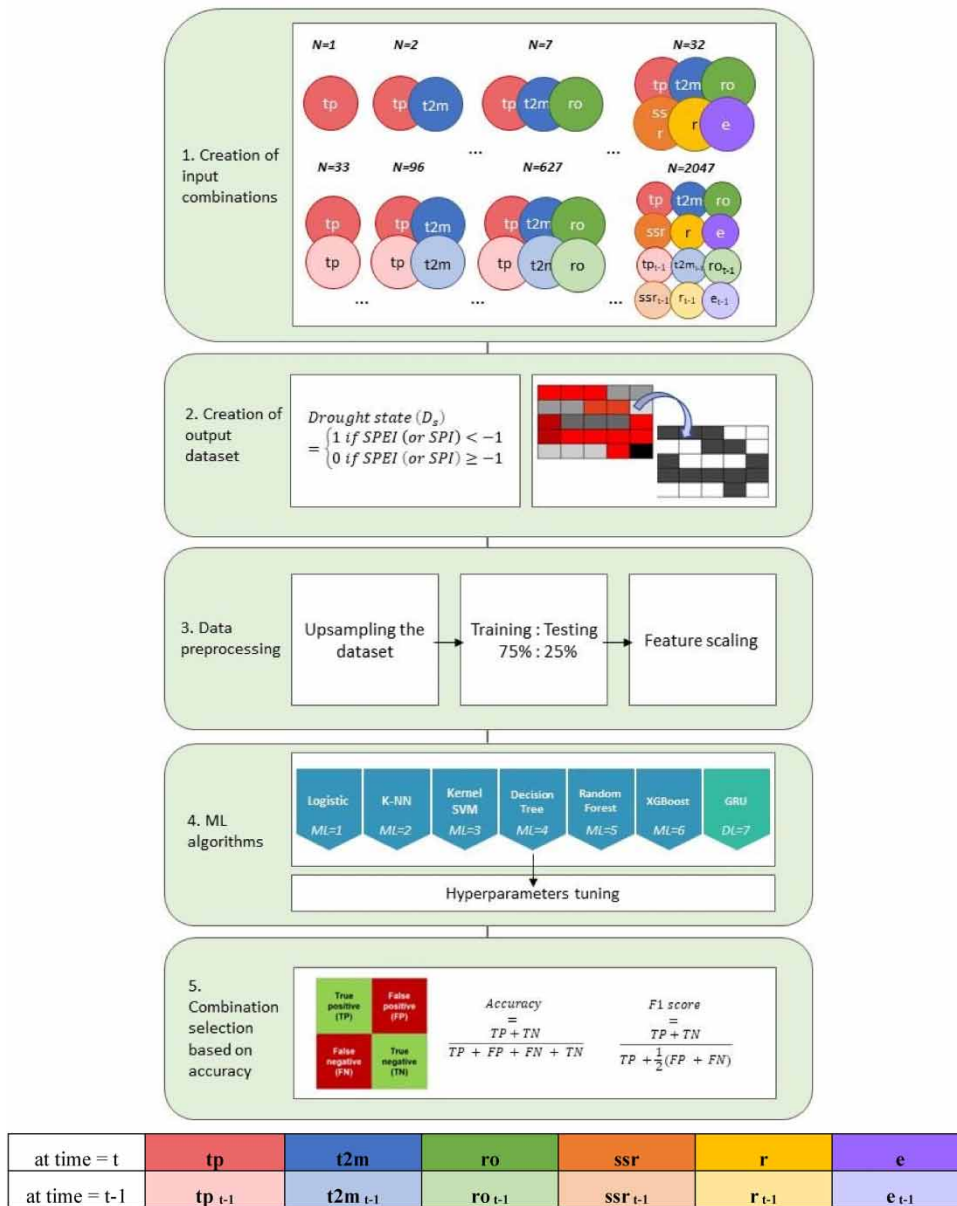 N=1
N=2
N=7
N=32
tp
tp
t2m
tp
t2m
ro
tp
t2m
ro
ss
r
r
e
...
...
1. Creation of
input
combinations
N=33
N=96
N=627
N=2047
tp
tp
tp
t2m
tp
t2m
ro
tp
t2m
ro
tp
t2m
tp
ro
ssr
r
e
tp t-1
t2m t-1
ro t-1
ssr t-1
r t-1
e t-1
...
...
2. Creation of
output
dataset
Drought state (Ds)
= {1 if SPEI (or SPI) < −1
{0 if SPEI (or SPI) ≥ −1
3. Data
preprocessing
Upsampling the
dataset
Training : Testing
75% : 25%
Feature scaling
4. ML
algorithms
Logistic
ML=1
K-NN
ML=2
Kernel
SVM
ML=3
Decision
Tree
ML=4
Random
Forest
ML=5
XGBoost
ML=6
GRU
DL=7
Hyperparameters tuning
5.
Combination
selection
based on
accuracy
True
positive
(TP)
False
positive
(FP)
False
negative
(FN)
True
negative
(TN)
Accuracy
=
TP + TN
TP + FP + FN + TN
F1 score
=
TP + TN
TP + 1/2 (FP + FN)
at time = t tp t2m ro ssr r e
at time = t-1 tp t-1 t2m t-1 ro t-1 ssr t-1 r t-1 e t-1